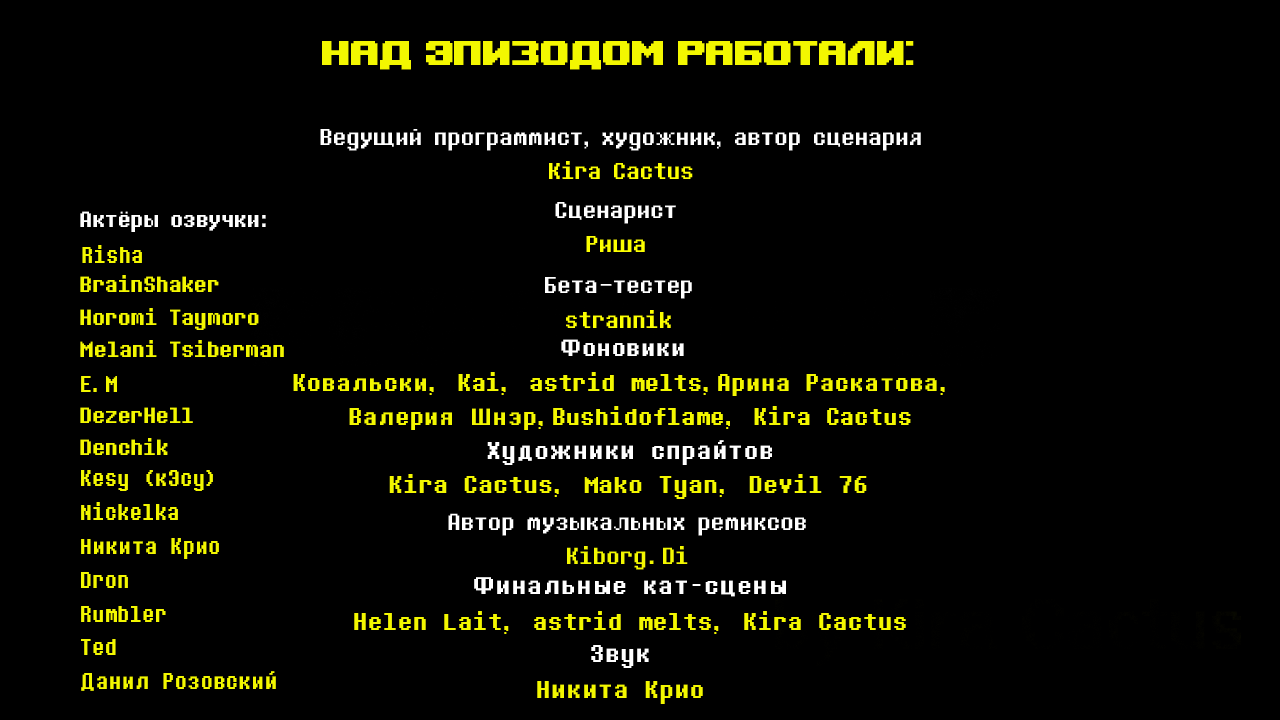 НАД ЭПИЗОДОМ РАБОТАЛИ:
Ведущий программист, художник, автор сценария
Kira Cactus
Сценарист
Риша
Бета-тестер
strannik
Фоновики
Ковальски, Kai, astrid melts, Арина Раскатова,
Валерия Шнэр, Bushidoflame, Kira Cactus
Художники спрайтов
Kira Cactus, Mako Tyan, Devil 76
Автор музыкальных ремиксов
Kiborg.Di
Финальные кат-сцены
Helen Lait, astrid melts, Kira Cactus
Звук
Никита Крио
Актёры озвучки:
Risha
BrainShaker
Horomi Taymoro
Melani Tsiberman
E.M
DezerHell
Denchik
Kesy (кЭсу)
Nickelka
Никита Крио
Dron
Rumbler
Ted
Данил Розовский